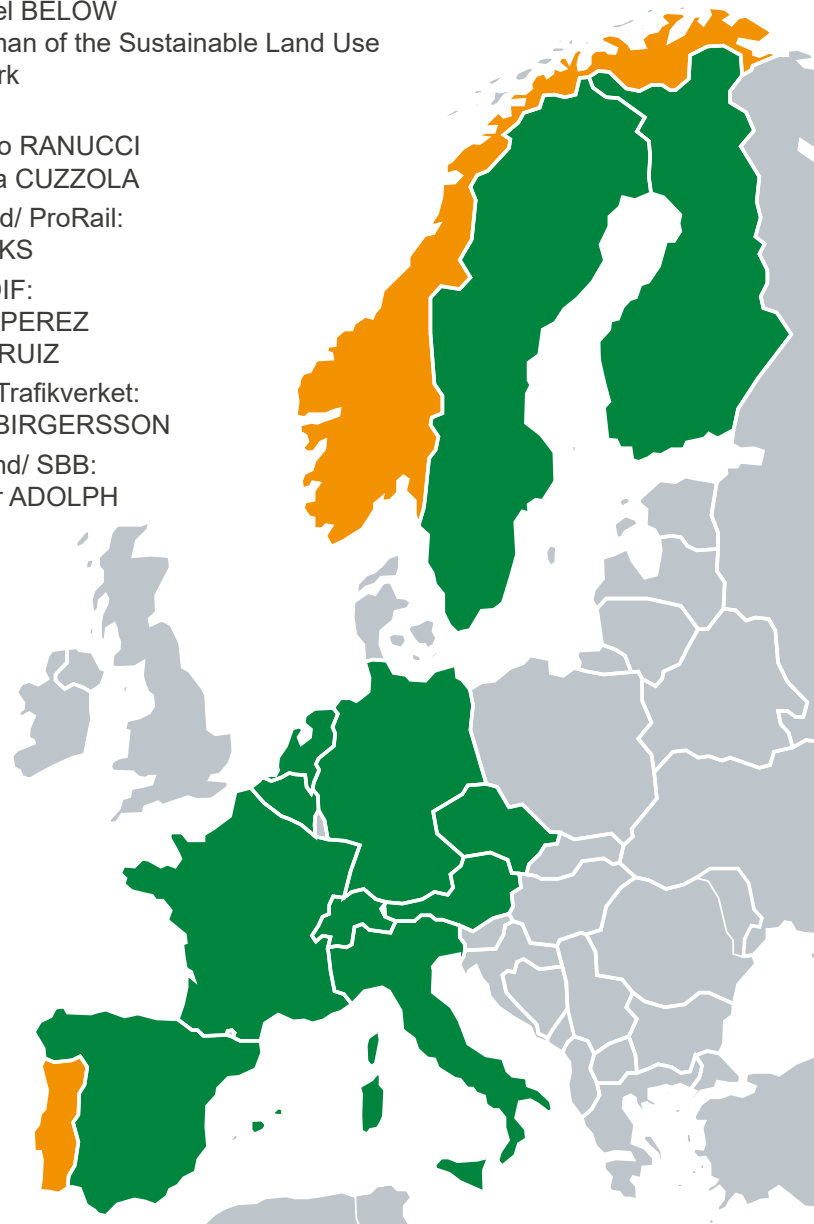 el BELOW
nan of the Sustainable Land Use
rk
o RANUCCI
a CUZZOLA
d/ ProRail:
KS
DIF:
PEREZ
RUIZ
Trafikverket:
BIRGERSSON
nd/ SBB:
r ADOLPH